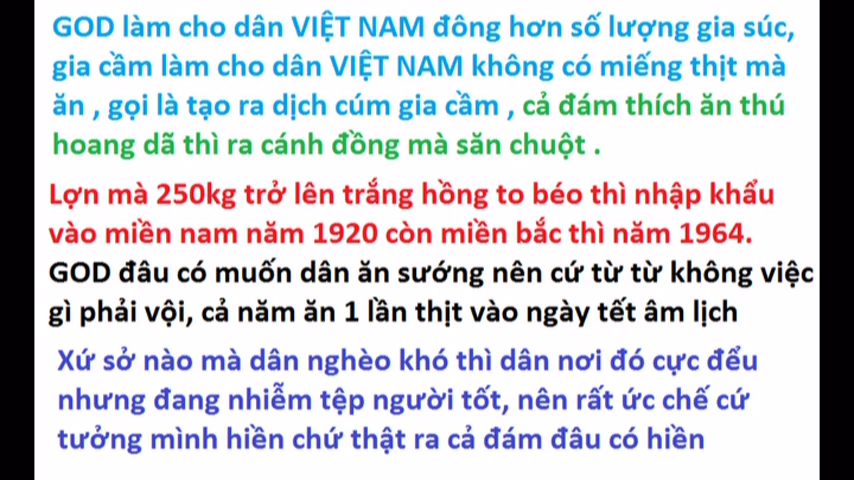 GOD làm cho dân VIỆT NAM đông hơn số lượng gia súc,
gia cầm làm cho dân VIỆT NAM không có miếng thịt mà
ăn , gọi là tạo ra dịch cúm gia cầm , cả đám thích ăn thú
hoang dã thì ra cánh đồng mà săn chuột .
Lợn mà 250kg trở lên trắng hồng to béo thì nhập khẩu
vào miền nam năm 1920 còn miền bắc thì năm 1964.
GOD đâu có muốn dân ăn sướng nên cứ từ từ không việc
gì phải vội, cả năm ăn 1 lần thịt vào ngày tết âm lịch
Xứ sở nào mà dân nghèo khó thì dân nơi đó cực đểu
nhưng đang nhiễm tệp người tốt, nên rất ức chế cứ
tưởng mình hiền chứ thật ra cả đám đâu có hiền